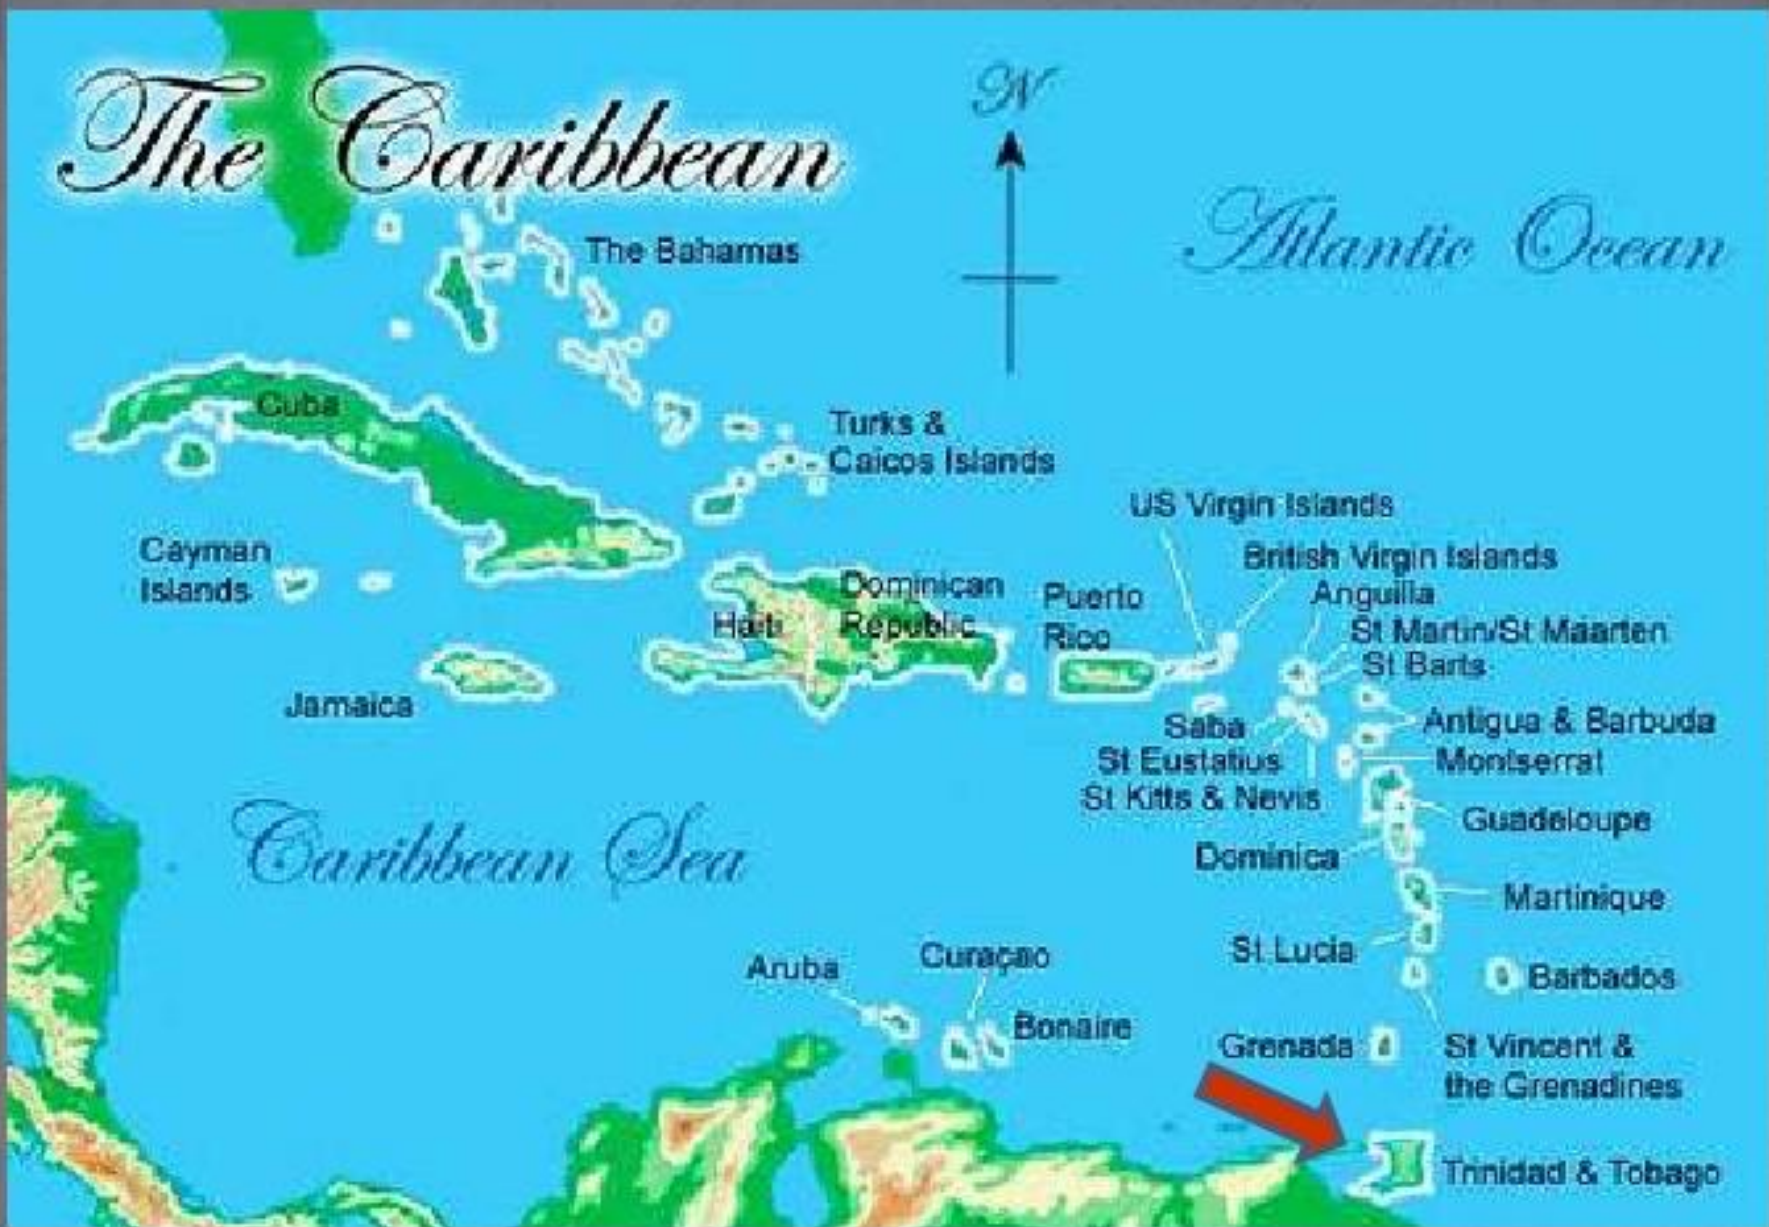 The Caribbean
N
Atlantic Ocean
The Bahamas
Cuba
Turks &
Caicos Islands
US Virgin Islands
Cayman
Islands
British Virgin Islands
Dominican
Republic
Haiti
Puerto
Rico
Anguilla
St Martin/St Maarten
St Barts
Jamaica
Saba
Antigua & Barbuda
St Eustatius
Montserrat
St Kitts & Nevis
Guadeloupe
Caribbean Sea
Dominica
Martinique
St Lucia
Aruba
Curaçao
Barbados
Bonaire
Grenada
St Vincent &
the Grenadines
Trinidad & Tobago